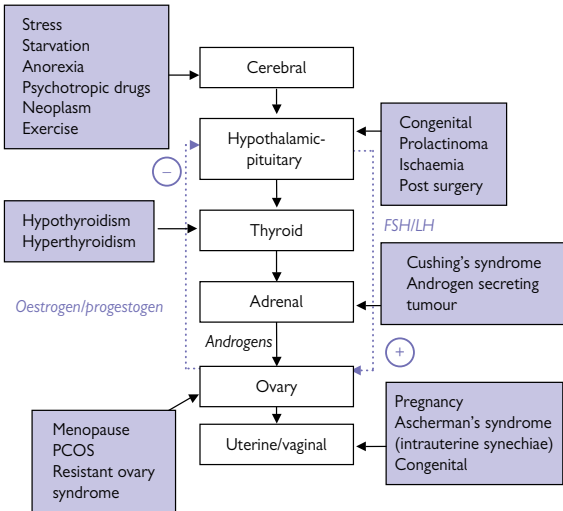 Stress
Starvation
Anorexia
Psychotropic drugs
Neoplasm
Exercise
Cerebral
Hypothalamic-
pituitary
Congenital
Prolactinoma
Ischaemia
Post surgery
−
FSH/LH
Hypothyroidism
Hyperthyroidism
Thyroid
Cushing's syndrome
Androgen secreting
tumour
Oestrogen/progestogen
Adrenal
Androgens
+
Ovary
Menopause
PCOS
Resistant ovary
syndrome
Uterine/vaginal
Pregnancy
Ascherman's syndrome
(intrauterine synechiae)
Congenital